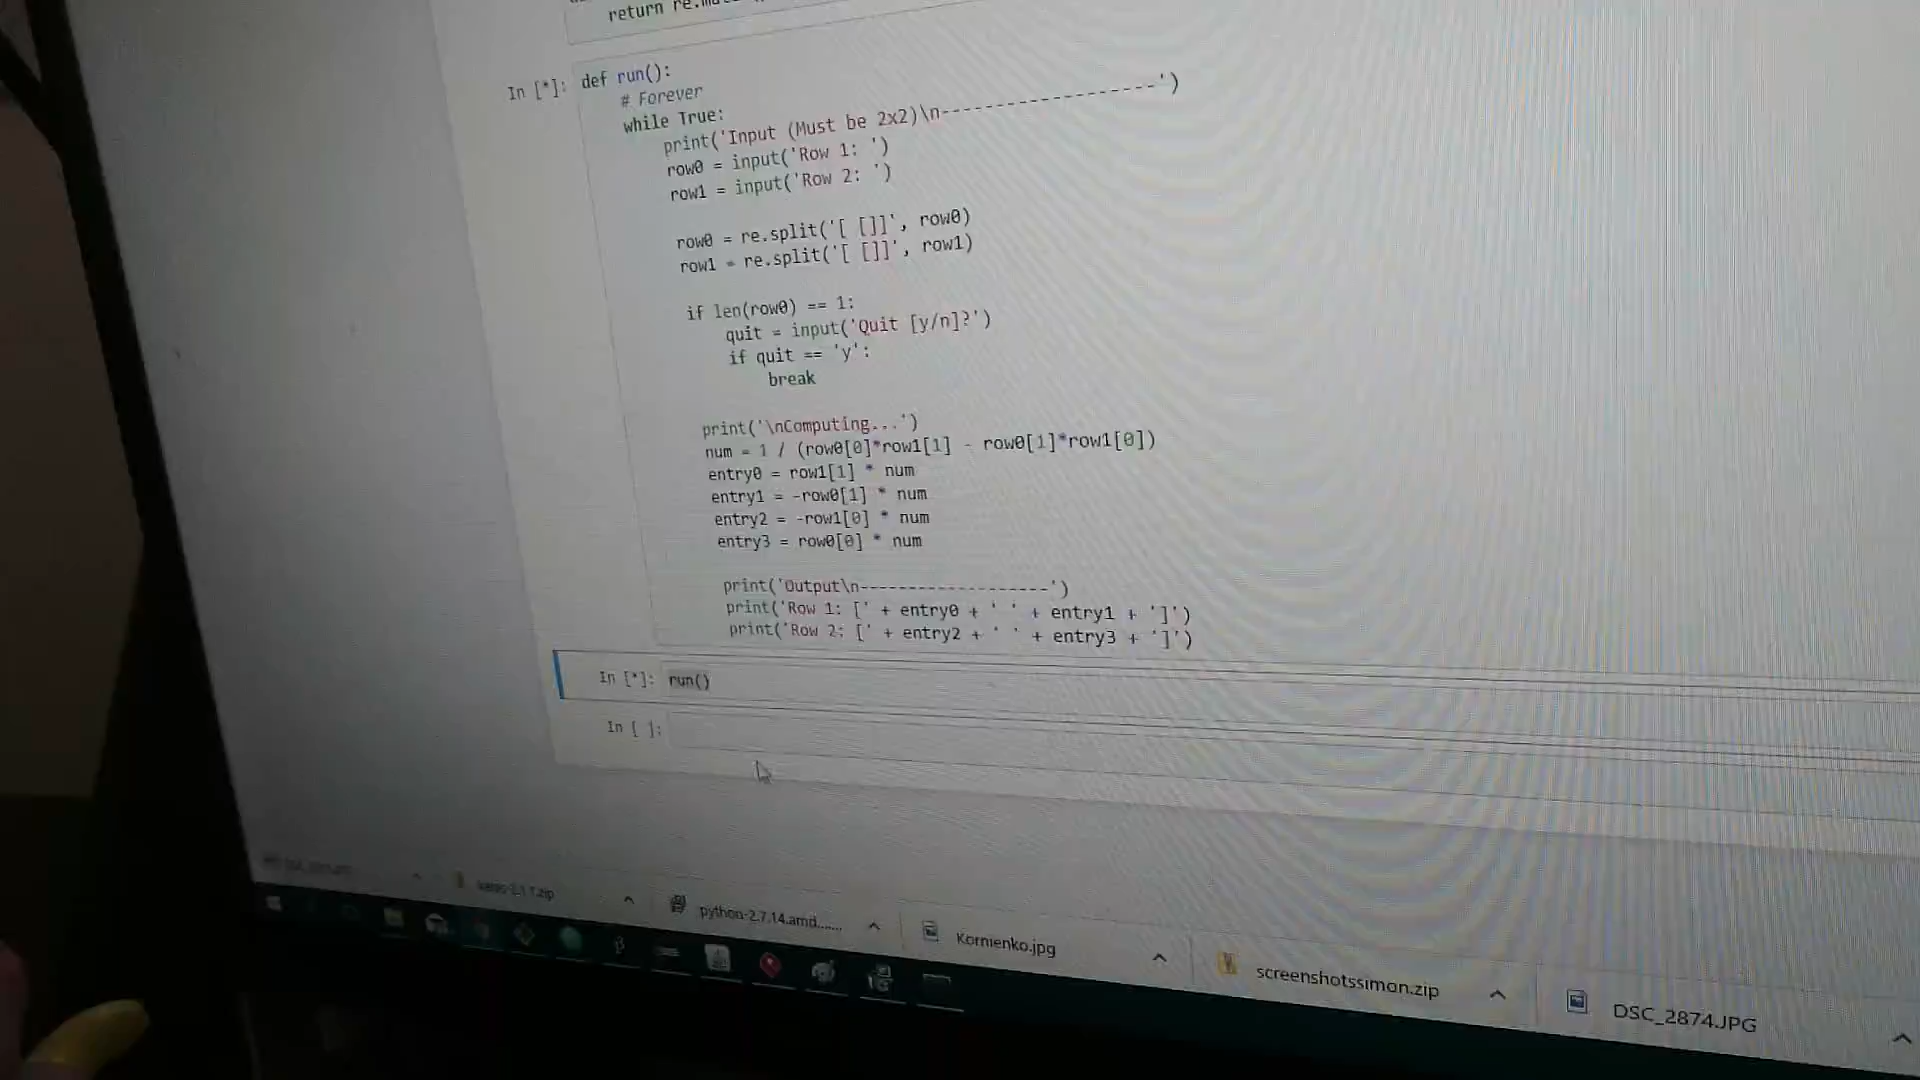 return re.
In [*]: def run():
# Forever
while True:
print('Input (Must be 2x2)\n--------------------')
row0 = input('Row 1: ')
row1 = input('Row 2: ')
row0 = re.split('[ []]', row0)
row1 = re.split('[ []]', row1)
if len(row0) == 1:
quit = input('Quit [y/n]?')
if quit == 'y':
break
print('\nComputing...')
num = 1 / (row0[0]*row1[1] - row0[1]*row1[0])
entry0 = row1[1] * num
entry1 = -row0[1] * num
entry2 = -row1[0] * num
entry3 = row0[0] * num
print('Output\n-------------------')
print('Row 1: [' + entry0 + ' ' + entry1 + ']')
print('Row 2: [' + entry2 + ' ' + entry3 + ']')
In [*]: run()
In [ ]:
python-2.7.14.amd......
Kornienko.jpg
screenshotssimon.zip
DSC_2874.JPG